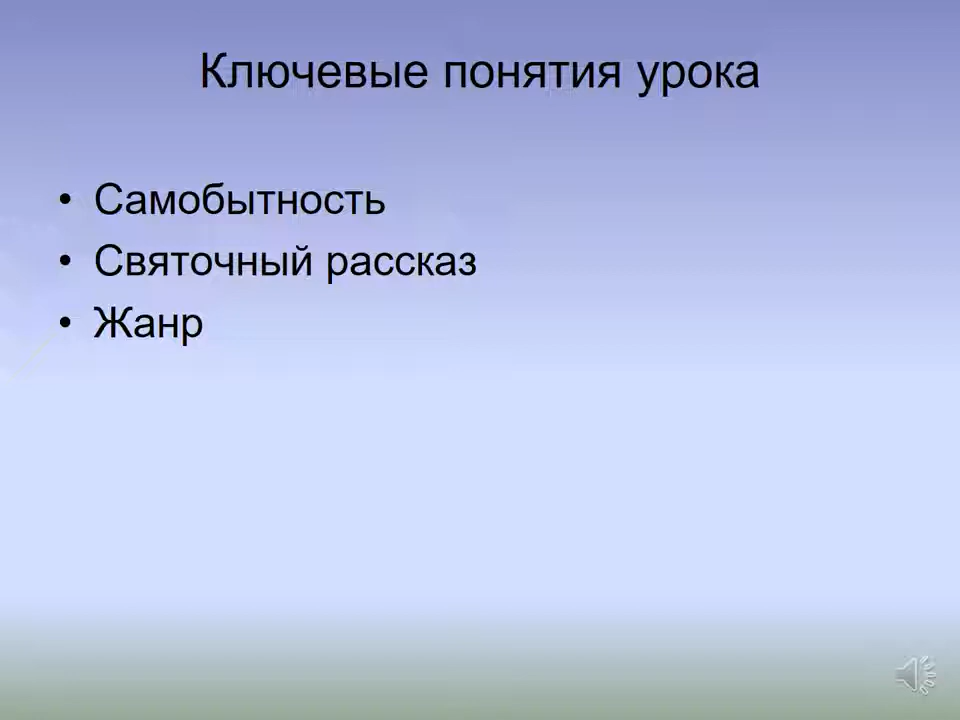 Ключевые понятия урока
• Самобытность
• Святочный рассказ
• Жанр